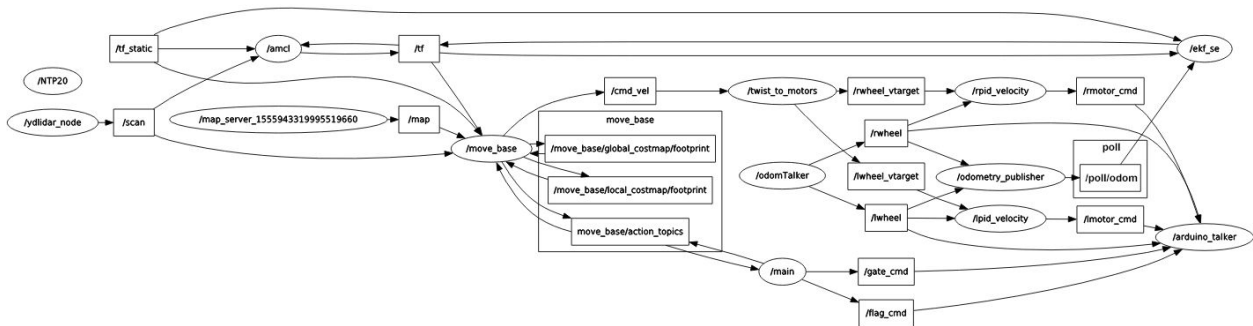 /tf_static
/amcl
/tf
/ekf_se
/NTP20
/ydlidar_node
/scan
/map_server_1555943319995519660
/map
/move_base
/cmd_vel
move_base
/move_base/global_costmap/footprint
/move_base/local_costmap/footprint
move_base/action_topics
/twist_to_motors
/rwheel_vtarget
/rpid_velocity
/rmotor_cmd
/rwheel
/odomTalker
/lwheel_vtarget
/odometry_publisher
poll
/poll/odom
/lwheel
/lpid_velocity
/lmotor_cmd
/arduino_talker
/main
/gate_cmd
/flag_cmd